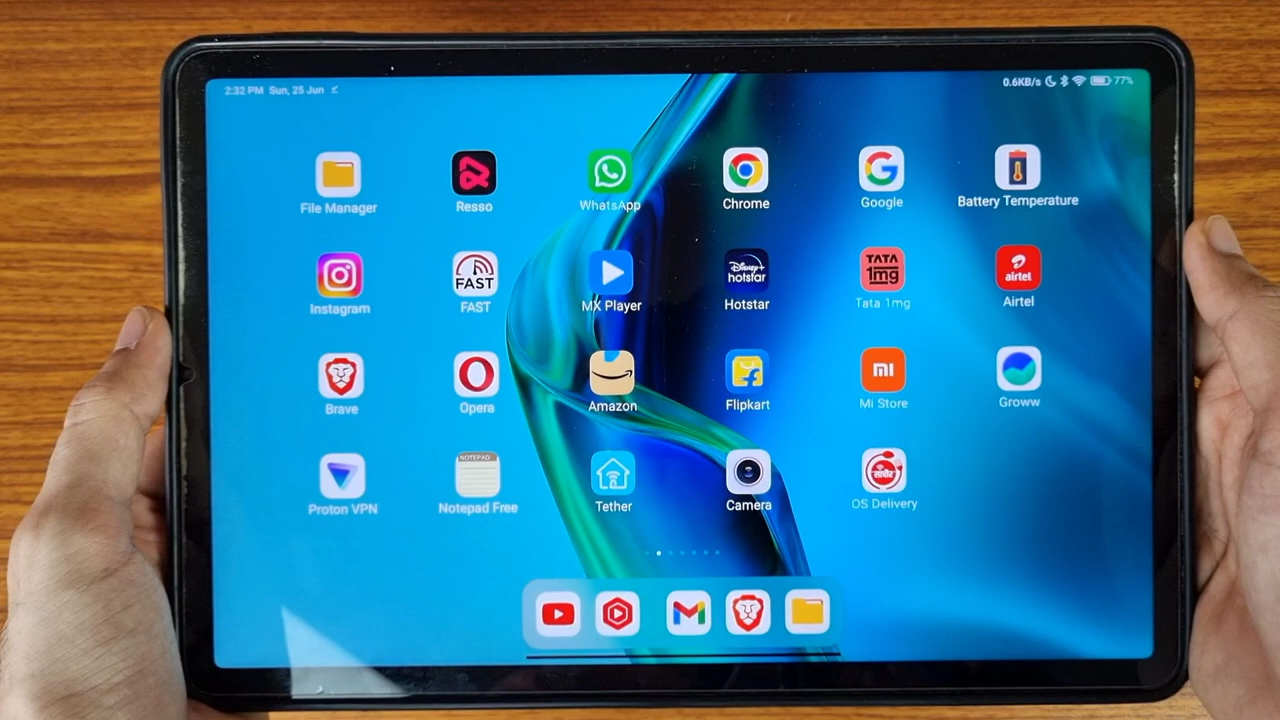 2:32 PM Sun, 25 Jun
0.6KB/s 77%
File Manager
Resso
WhatsApp
Chrome
Google
Battery Temperature
FAST
Disney+
hotstar
TATA
1mg
airtel
Instagram
FAST
MX Player
Hotstar
Tata 1mg
Airtel
mi
Brave
Opera
Amazon
Flipkart
Mi Store
Groww
NOTEPAD
Proton VPN
Notepad Free
Tether
Camera
OS Delivery